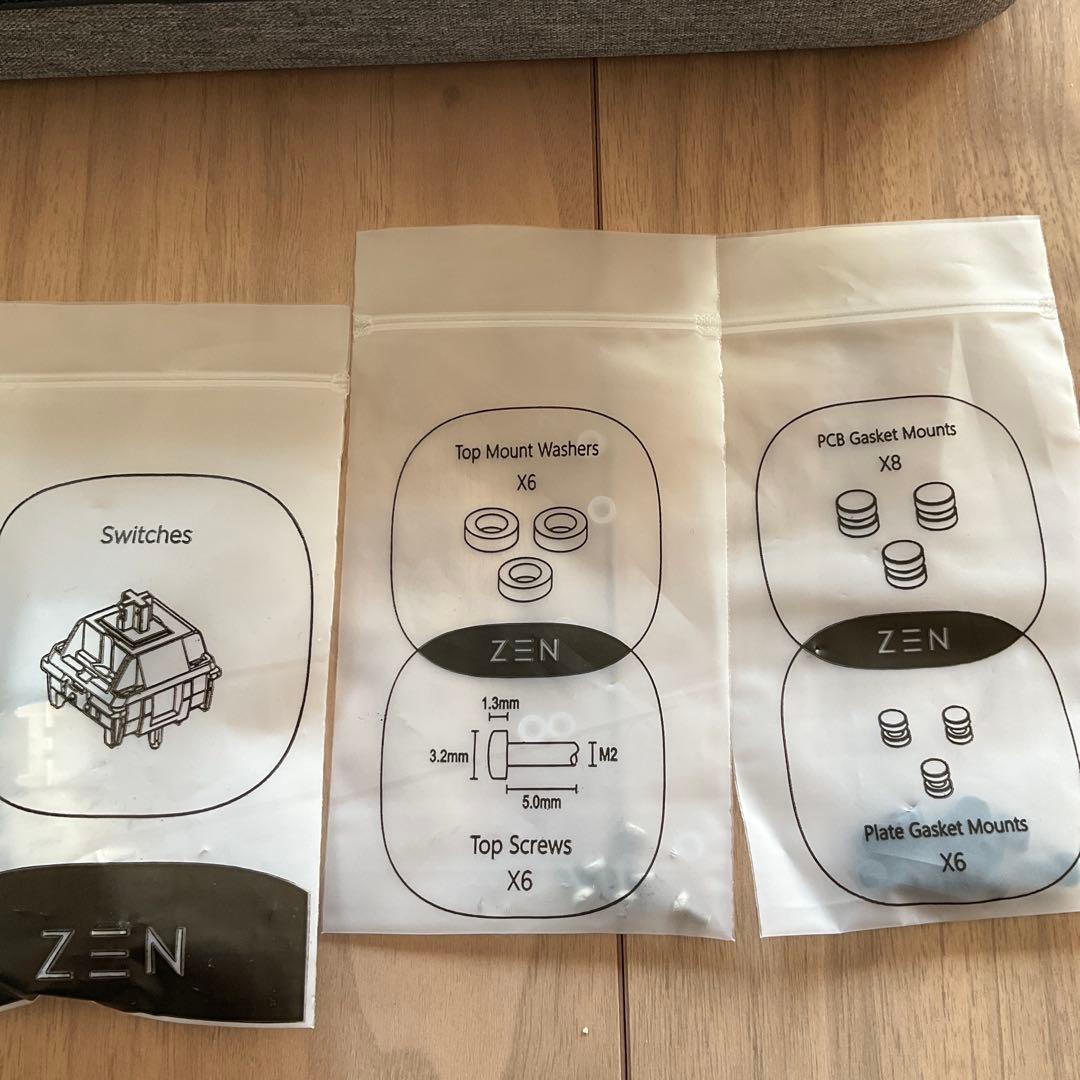 Switches
ZEN
Top Mount Washers
X6
ZEN
1.3mm
3.2mm
M2
5.0mm
Top Screws
X6
PCB Gasket Mounts
X8
ZEN
Plate Gasket Mounts
X6